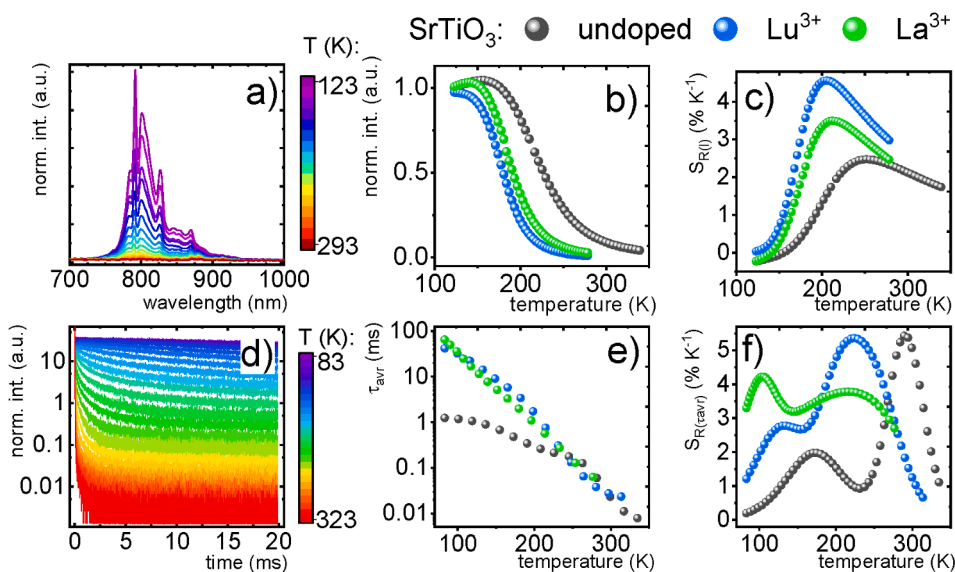 SrTiO₃: undoped Lu³⁺ La³⁺
a)
norm. int. (a.u.)
700 800 900 1000
wavelength (nm)
T (K):
123
293
b)
norm. int. (a.u.)
1.0
0.5
0.0
100 200 300
temperature (K)
c)
S_R(I) (% K⁻¹)
5
4
3
2
1
0
100 200 300
temperature (K)
d)
norm. int. (a.u.)
10
1
0.1
0.01
0 5 10 15 20
time (ms)
T (K):
83
323
e)
τ_avr (ms)
100
10
1
0.1
0.01
100 200 300
temperature (K)
f)
S_R(τavr) (% K⁻¹)
5
4
3
2
1
0
100 200 300
temperature (K)